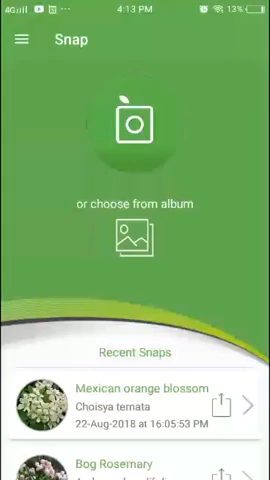 4G 4:13 PM 13%
Snap
or choose from album
Recent Snaps
Mexican orange blossom
Choisya ternata
22-Aug-2018 at 16:05:53 PM
Bog Rosemary